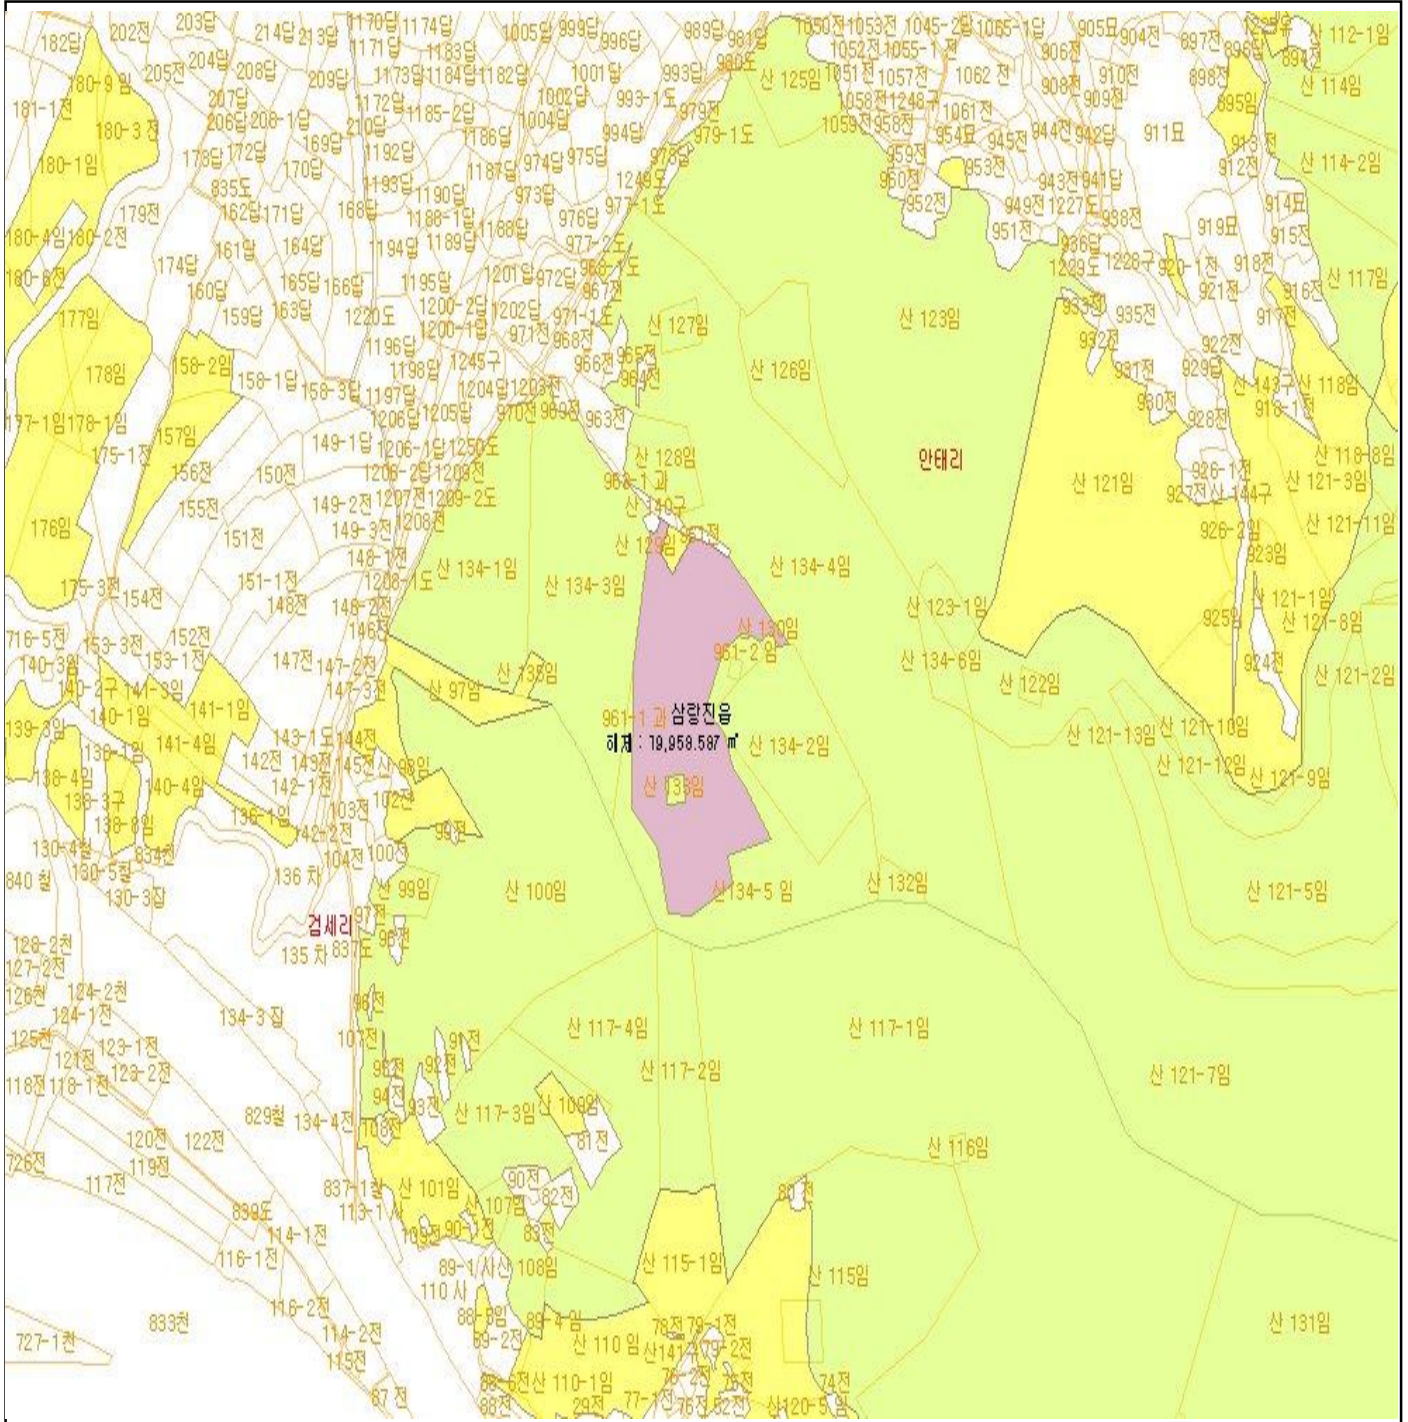 182답
202전
203답
214답
213답
1170답
1174답
1005답
999답
996답
989답
981답
1050전
1053전
1045-2답
1065-1답
905묘
904전
897전
896답
산 112-1임
1171답
1183답
1052전
1055-1 전
906전
894전
180-9 임
205전
204답
208답
209답
1173답
1184답
1182답
1001답
993답
980도
산 125임
1051전
1057전
1062 전
908전
910전
898전
산 114임
181-1전
207답
1172답
1185-2답
1002답
993-1도
979전
1058전
1248구
1061전
909전
895임
180-3 전
206답
208-1답
210답
1186답
1004답
994답
979-1도
1059전
958전
954묘
945전
944전
942답
911묘
913전
180-1임
173답
172답
169답
1192답
974답
975답
978답
959전
953전
912전
산 114-2임
170답
1187답
835도
1193답
1190답
973답
1249도
960전
943전
941답
179전
162답
171답
168답
1188-1답
1188답
976답
977-1도
952전
949전
1227도
938전
919묘
914묘
180-4임
180-2전
161답
164답
1194답
1189답
977-2도
951전
936답
915전
180-6전
174답
165답
166답
1195답
1201답
972답
968-1도
1229도
1228구
920-1전
918전
산 117임
160답
967전
921전
916전
177임
159답
163답
1220도
1200-2답
1202답
971-1도
산 127임
산 123임
933전
935전
917전
1200-1답
971전
968전
932전
922전
178임
158-2임
1196답
1245구
966전
965전
산 126임
931전
929답
158-1답
158-3답
1198답
1204답
1203전
964전
산 143구
산 118임
1197답
930전
918-1전
177-1임
178-1임
157임
149-1답
1206답
1205답
970전
969전
963전
928전
175-1전
1206-1답
1250도
산 128임
안태리
산 118-8임
156전
150전
1206-2답
1209전
963-1 과
산 121임
926-1전
산 121-3임
155전
149-2전
1207전
1209-2도
산 140구
927전
산 144구
176임
151전
149-3전
1208전
961전
926-2임
산 121-11임
산 129임
148-1전
산 134-1임
산 134-3임
산 134-4임
923임
175-3전
154전
151-1전
1208-1도
148전
148-2전
산 123-1임
산 121-1임
716-5전
153-3전
152전
146전
산 130임
925임
산 121-8임
140-3임
153-1전
147전
147-2전
961-2 임
산 134-6임
924전
산 121-2임
140-2구
141-3임
147-3전
산 97임
산 135임
산 122임
139-3임
140-1임
141-1임
961-1 과
삼랑진읍
138-1임
141-4임
143-1도
144전
해제 : 19,958.587 ㎡
산 134-2임
산 121-13임
산 121-10임
138-4임
140-4임
142전
143전
145전
산 98임
산 121-12임
산 121-9임
138-3구
142-1전
102전
산 133임
138-8임
136-1임
103전
142-2전
99전
130-4철
834천
104전
100전
840 철
130-5철
136 차
산 99임
산 100임
산134-5 임
산 132임
산 121-5임
130-3잡
97전
검세리
128-2천
135 차
837도
96전
127-2전
126천
124-2천
96전
124-1전
134-3 잡
산 117-4임
산 117-1임
125천
123-1전
107전
91전
121전
92전
118전
118-1전
123-2전
산 117-2임
산 121-7임
94전
93전
829철
134-4전
산 117-3임
산 109임
108전
120전
122전
81전
산 116임
726전
119전
117전
90전
837-1철
산 101임
82전
80 전
839도
113-1 사
산 107임
109전
90-1전
83전
114-1전
116-1전
89-1 사
산 108임
산 115-1임
산 115임
110 사
116-2전
833천
89-4 임
78전
79-1전
산 131임
727-1천
114-2전
89-2전
산 110 임
산141구
79-2전
115전
76-2전
75전
74전
87 전
88-6전
산 110-1임
77-1전
88전
29전
76전
52전
산120-5 임